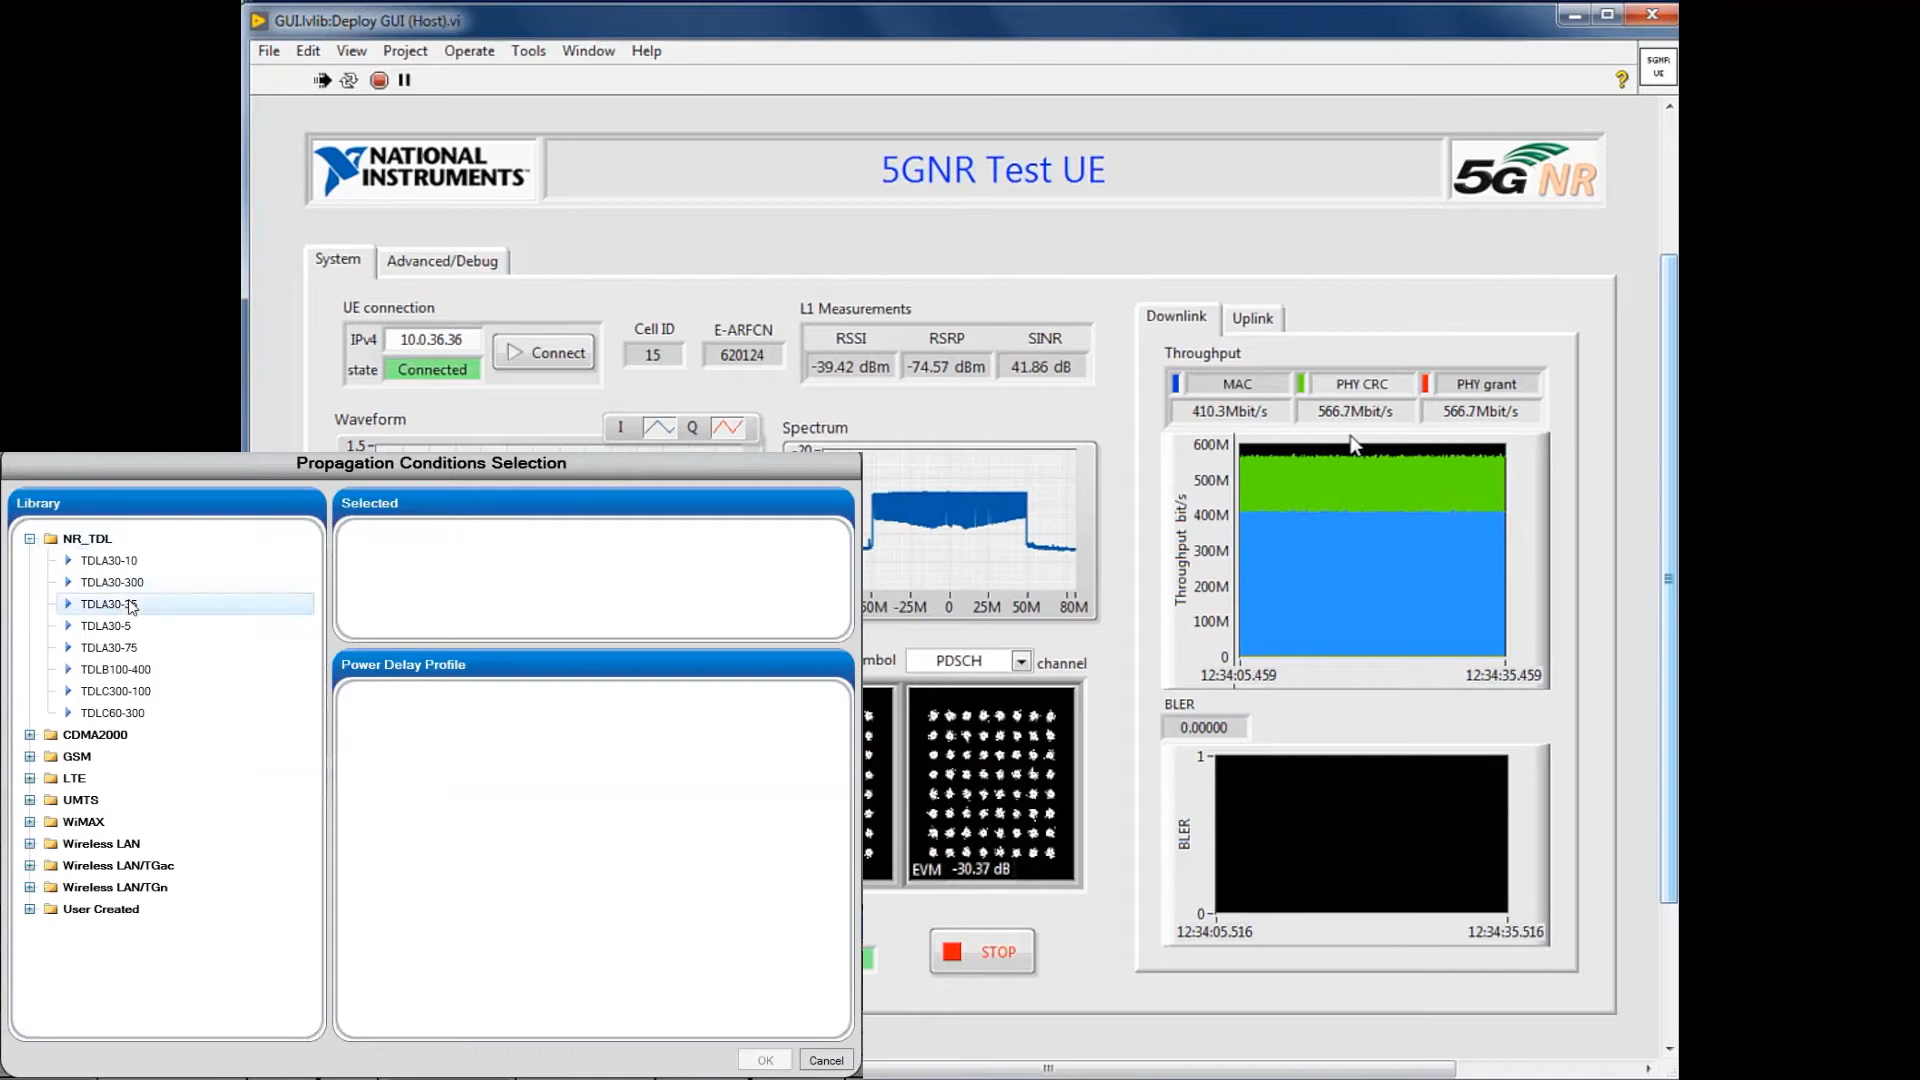 GUI.lvlib:Deploy GUI (Host).vi
File Edit View Project Operate Tools Window Help
5GNR
UE
NATIONAL
INSTRUMENTS
5GNR Test UE
5G NR
System Advanced/Debug
UE connection
IPv4 10.0.36.36
Connect
state Connected
Cell ID
15
E-ARFCN
620124
L1 Measurements
RSSI RSRP SINR
-39.42 dBm -74.57 dBm 41.86 dB
Waveform
I Q
1.5
Spectrum
-20
-25M 0 25M 50M 80M
PDSCH channel
EVM -30.37 dB
STOP
Downlink Uplink
Throughput
MAC PHY CRC PHY grant
410.3Mbit/s 566.7Mbit/s 566.7Mbit/s
Throughput bit/s
600M
500M
400M
300M
200M
100M
0
12:34:05.459 12:34:35.459
BLER
0.00000
BLER
1
0
12:34:05.516 12:34:35.516
Propagation Conditions Selection
Library
NR_TDL
TDLA30-10
TDLA30-300
TDLA30-5
TDLA30-75
TDLB100-400
TDLC300-100
TDLC60-300
CDMA2000
GSM
LTE
UMTS
WiMAX
Wireless LAN
Wireless LAN/TGac
Wireless LAN/TGn
User Created
Selected
Power Delay Profile
OK Cancel